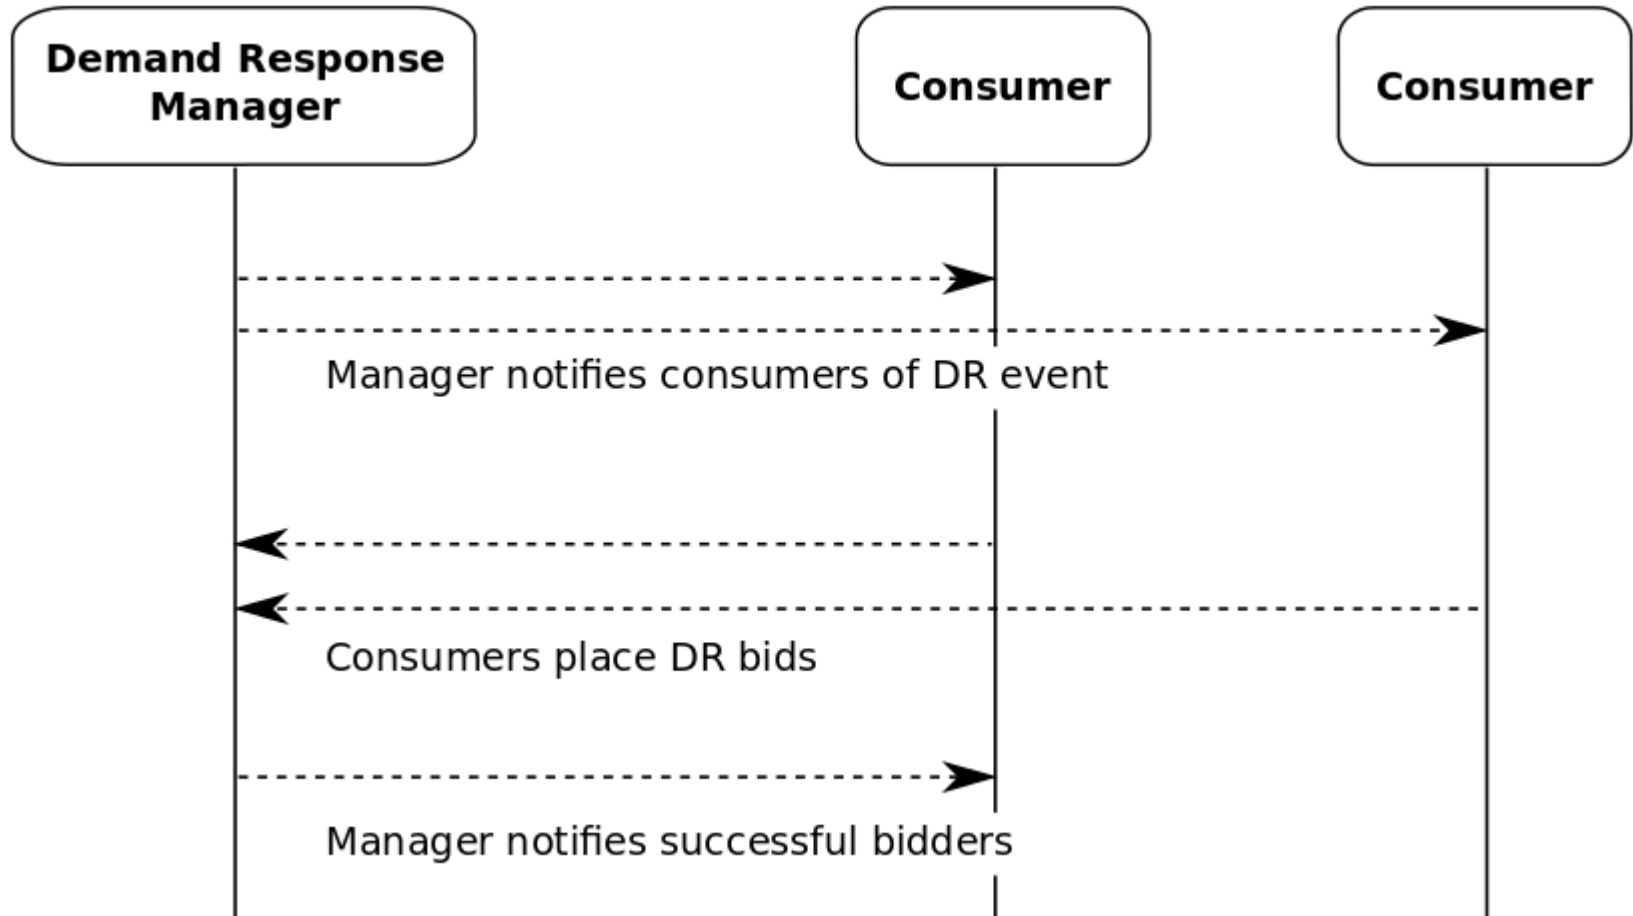 Demand Response
Manager
Consumer
Consumer
Manager notifies consumers of DR event
Consumers place DR bids
Manager notifies successful bidders